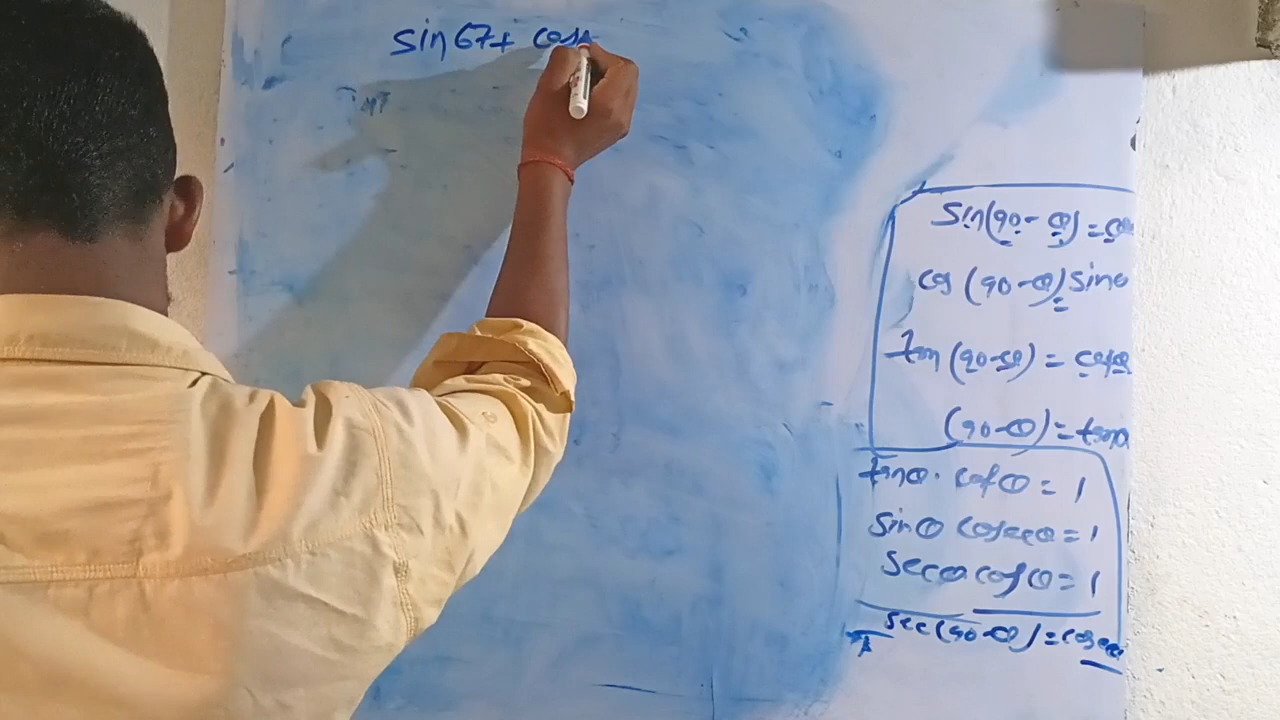 sin 67 + cos
sin(90-θ) = cos
cos (90-θ) sinθ
tan (90-θ) = cotθ
(90-θ) = tanθ
tanθ. cotθ = 1
sinθ cosecθ = 1
secθ cosθ = 1
sec(90-θ) = cosec